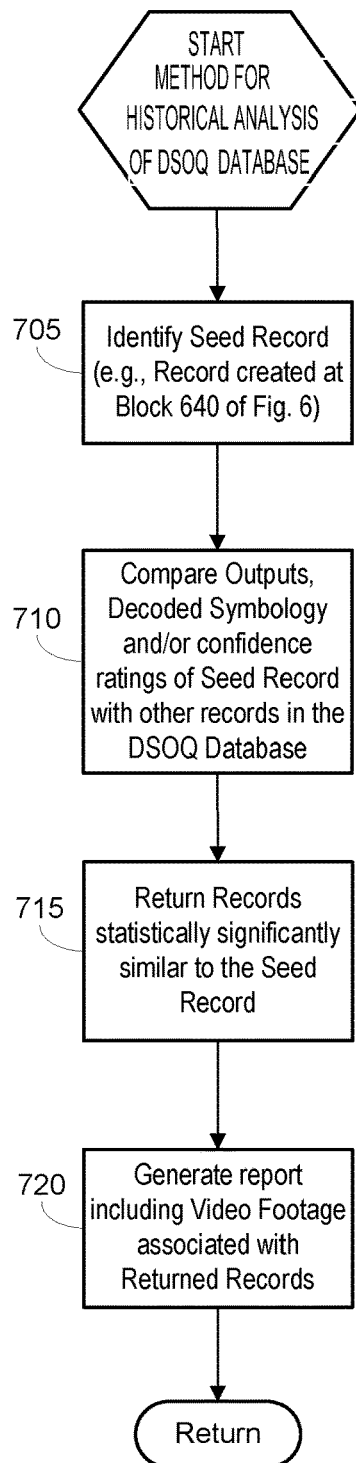 START
METHOD FOR
HISTORICAL ANALYSIS
OF DSOQ DATABASE
705
Identify Seed Record
(e.g., Record created at
Block 640 of Fig. 6)
710
Compare Outputs,
Decoded Symbology
and/or confidence
ratings of Seed Record
with other records in the
DSOQ Database
715
Return Records
statistically significantly
similar to the Seed
Record
720
Generate report
including Video Footage
associated with
Returned Records
Return